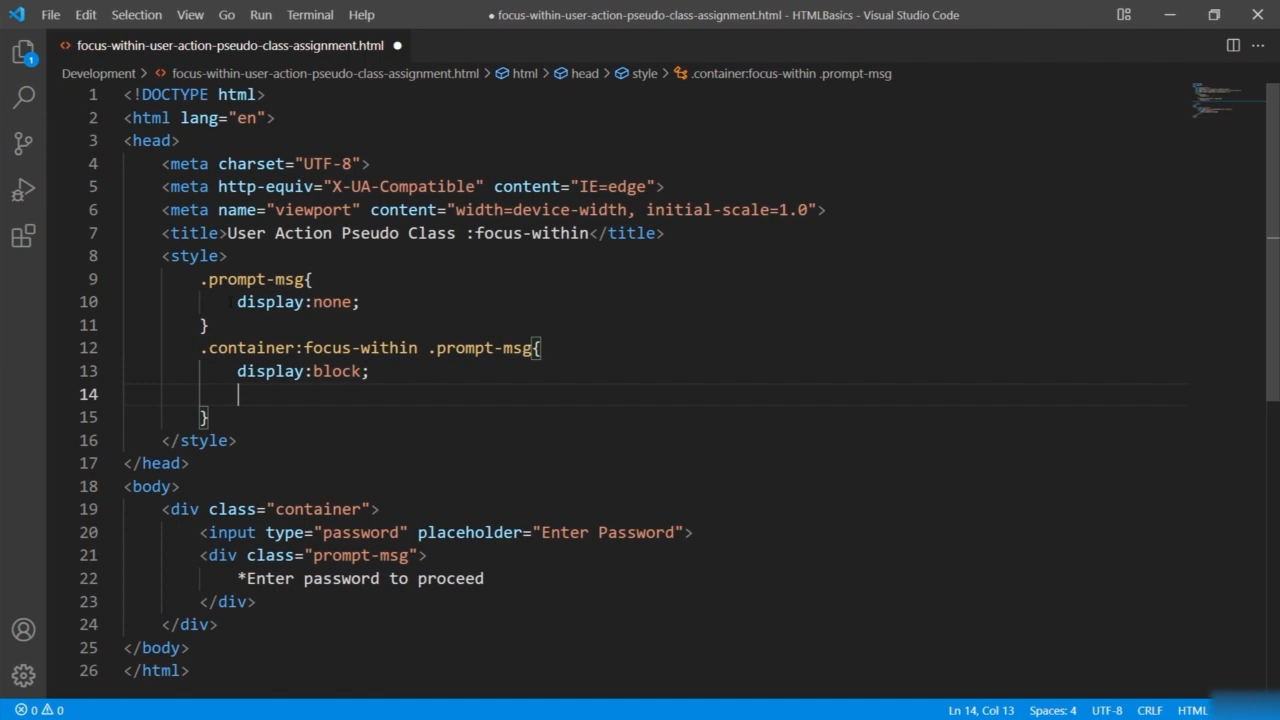 File Edit Selection View Go Run Terminal Help
● focus-within-user-action-pseudo-class-assignment.html - HTMLBasics - Visual Studio Code
focus-within-user-action-pseudo-class-assignment.html
Development > focus-within-user-action-pseudo-class-assignment.html > html > head > style > .container:focus-within .prompt-msg
1 <!DOCTYPE html>
2 <html lang="en">
3 <head>
4     <meta charset="UTF-8">
5     <meta http-equiv="X-UA-Compatible" content="IE=edge">
6     <meta name="viewport" content="width=device-width, initial-scale=1.0">
7     <title>User Action Pseudo Class :focus-within</title>
8     <style>
9         .prompt-msg{
10             display:none;
11         }
12         .container:focus-within .prompt-msg{
13             display:block;
14
15         }
16     </style>
17 </head>
18 <body>
19     <div class="container">
20         <input type="password" placeholder="Enter Password">
21         <div class="prompt-msg">
22             *Enter password to proceed
23         </div>
24     </div>
25 </body>
26 </html>
1
0 0
Ln 14, Col 13 Spaces: 4 UTF-8 CRLF HTML